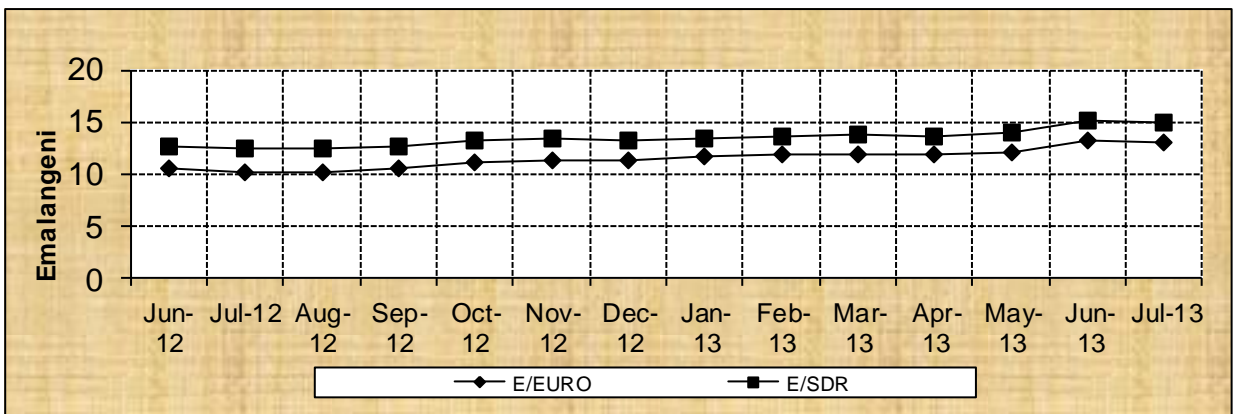 20
15
10
5
0
Emalangeni
Jun-12 Jul-12 Aug-12 Sep-12 Oct-12 Nov-12 Dec-12 Jan-13 Feb-13 Mar-13 Apr-13 May-13 Jun-13 Jul-13
E/EURO E/SDR